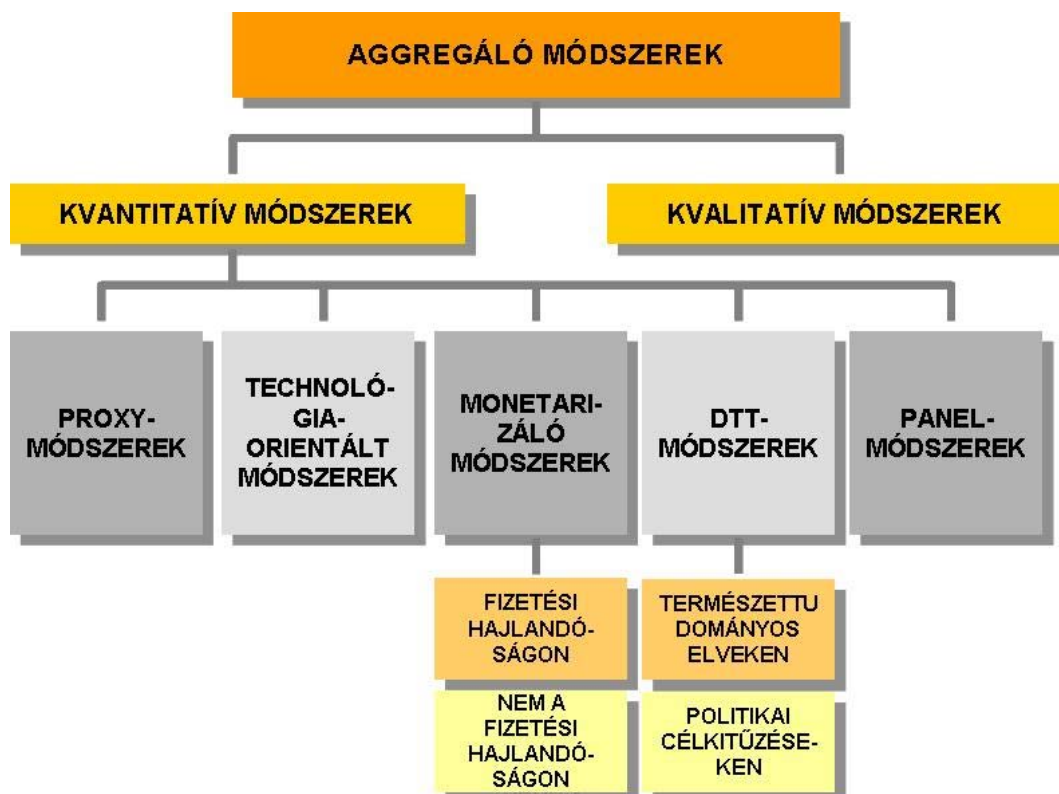 AGGREGÁLÓ MÓDSZEREK
KVANTITATÍV MÓDSZEREK
KVALITATÍV MÓDSZEREK
PROXY-
MÓDSZEREK
TECHNOLÓ-
GIA-
ORIENTÁLT
MÓDSZEREK
MONETARI-
ZÁLÓ
MÓDSZEREK
DTT-
MÓDSZEREK
PANEL-
MÓDSZEREK
FIZETÉSI
HAJLANDÓ-
SÁGON
TERMÉSZETTU
DOMÁNYOS
ELVEKEN
NEM A
FIZETÉSI
HAJLANDÓ-
SÁGON
POLITIKAI
CÉLKITŰZÉSE-
KEN